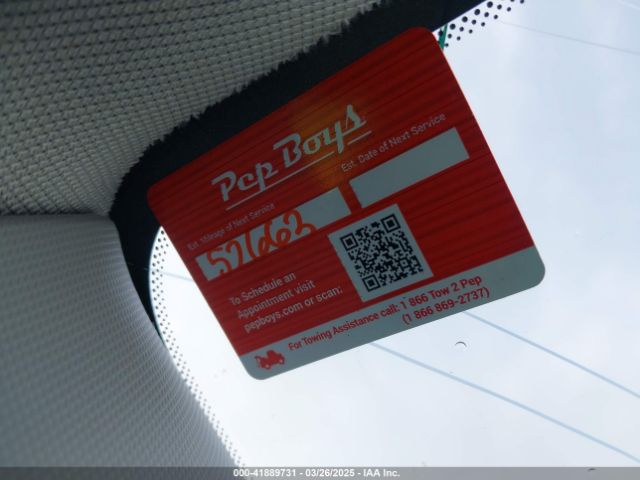 Pep Boys
Est. Mileage of Next Service
Est. Date of Next Service
52,662
To Schedule an
Appointment visit
pepboys.com or scan:
For Towing Assistance call: 1 866 Tow 2 Pep
(1 866 869-2737)
000-41889731 - 03/26/2025 - IAA Inc.